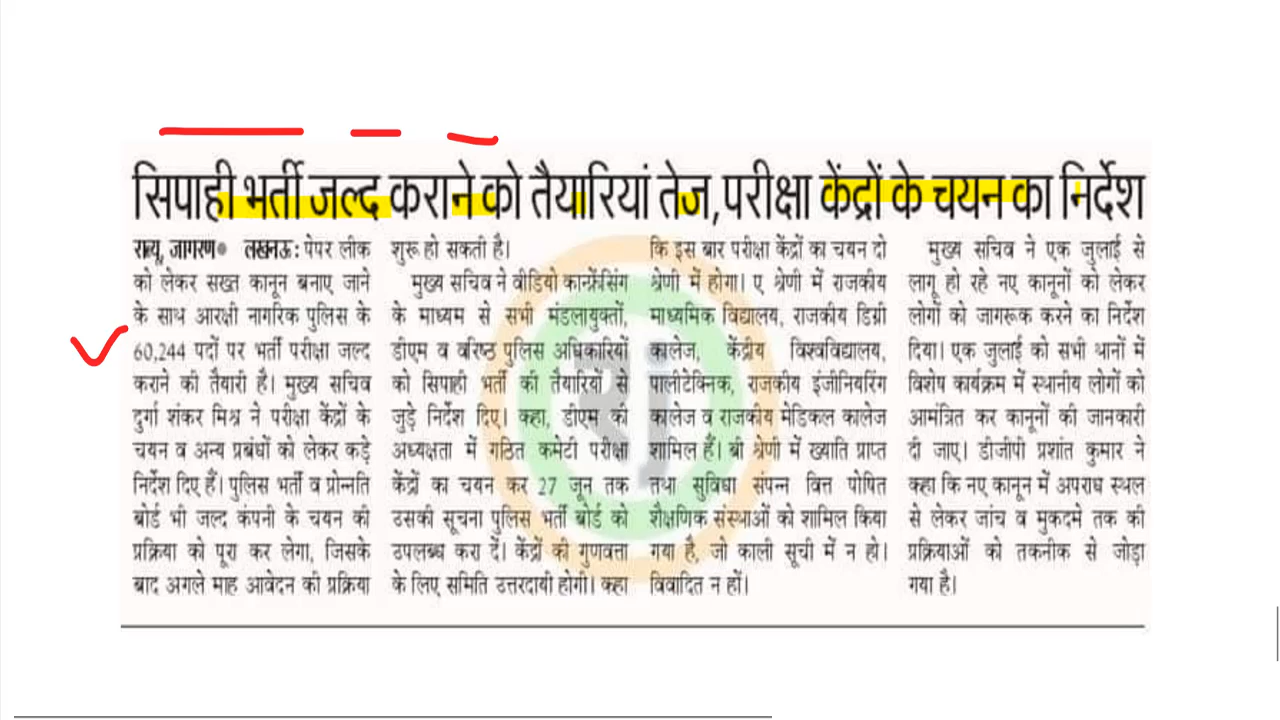 सिपाही भर्ती जल्द कराने को तैयारियां तेज,परीक्षा केंद्रों के चयन का निर्देश
राब्यू, जागरण● लखनऊ: पेपर लीक
को लेकर सख्त कानून बनाए जाने
के साथ आरक्षी नागरिक पुलिस के
60,244 पदों पर भर्ती परीक्षा जल्द
कराने की तैयारी है। मुख्य सचिव
दुर्गा शंकर मिश्र ने परीक्षा केंद्रों के
चयन व अन्य प्रबंधों को लेकर कड़े
निर्देश दिए हैं। पुलिस भर्ती व प्रोन्नति
बोर्ड भी जल्द कंपनी के चयन की
प्रक्रिया को पूरा कर लेगा, जिसके
बाद अगले माह आवेदन की प्रक्रिया
शुरू हो सकती है।
मुख्य सचिव ने वीडियो कान्फ्रेंसिंग
के माध्यम से सभी मंडलायुक्तों,
डीएम व वरिष्ठ पुलिस अधिकारियों
को सिपाही भर्ती की तैयारियों से
जुड़े निर्देश दिए। कहा, डीएम की
अध्यक्षता में गठित कमेटी परीक्षा
केंद्रों का चयन कर 27 जून तक
उसकी सूचना पुलिस भर्ती बोर्ड को
उपलब्ध करा दें। केंद्रों की गुणवत्ता
के लिए समिति उत्तरदायी होगी। कहा
कि इस बार परीक्षा केंद्रों का चयन दो
श्रेणी में होगा। ए श्रेणी में राजकीय
माध्यमिक विद्यालय, राजकीय डिग्री
कालेज, केंद्रीय विश्वविद्यालय,
पालीटेक्निक, राजकीय इंजीनियरिंग
कालेज व राजकीय मेडिकल कालेज
शामिल हैं। बी श्रेणी में ख्याति प्राप्त
तथा सुविधा संपन्न वित्त पोषित
शैक्षणिक संस्थाओं को शामिल किया
गया है, जो काली सूची में न हो।
विवादित न हों।
मुख्य सचिव ने एक जुलाई से
लागू हो रहे नए कानूनों को लेकर
लोगों को जागरूक करने का निर्देश
दिया। एक जुलाई को सभी थानों में
विशेष कार्यक्रम में स्थानीय लोगों को
आमंत्रित कर कानूनों की जानकारी
दी जाए। डीजीपी प्रशांत कुमार ने
कहा कि नए कानून में अपराध स्थल
से लेकर जांच व मुकदमे तक की
प्रक्रियाओं को तकनीक से जोड़ा
गया है।